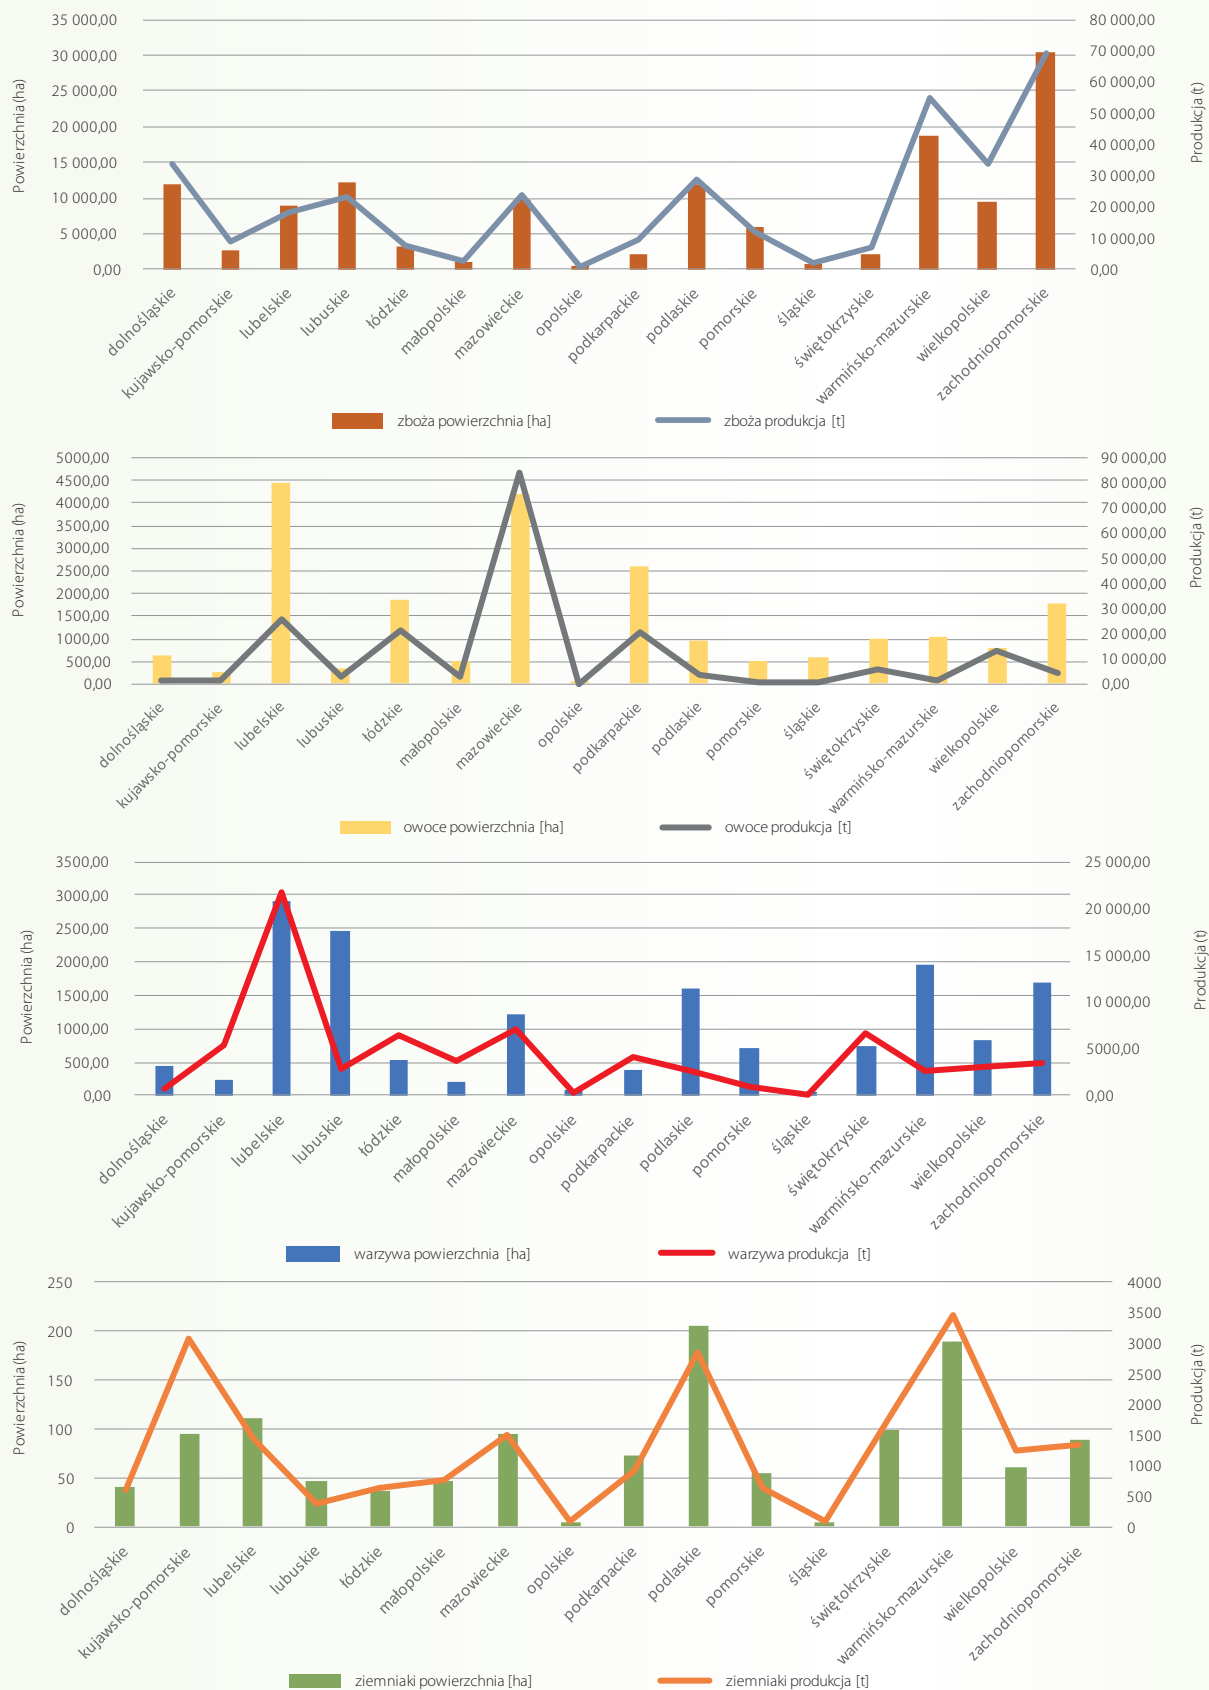 35 000,00
30 000,00
25 000,00
20 000,00
15 000,00
10 000,00
5 000,00
0,00
Powierzchnia (ha)
80 000,00
70 000,00
60 000,00
50 000,00
40 000,00
30 000,00
20 000,00
10 000,00
0,00
Produkcja (t)
dolnośląskie
kujawsko-pomorskie
lubelskie
lubuskie
łódzkie
małopolskie
mazowieckie
opolskie
podkarpackie
podlaskie
pomorskie
śląskie
świętokrzyskie
warmińsko-mazurskie
wielkopolskie
zachodniopomorskie
zboża powierzchnia [ha]
zboża produkcja [t]
5000,00
4500,00
4000,00
3500,00
3000,00
2500,00
2000,00
1500,00
1000,00
500,00
0,00
Powierzchnia (ha)
90 000,00
80 000,00
70 000,00
60 000,00
50 000,00
40 000,00
30 000,00
20 000,00
10 000,00
0,00
Produkcja (t)
dolnośląskie
kujawsko-pomorskie
lubelskie
lubuskie
łódzkie
małopolskie
mazowieckie
opolskie
podkarpackie
podlaskie
pomorskie
śląskie
świętokrzyskie
warmińsko-mazurskie
wielkopolskie
zachodniopomorskie
owoce powierzchnia [ha]
owoce produkcja [t]
3500,00
3000,00
2500,00
2000,00
1500,00
1000,00
500,00
0,00
Powierzchnia (ha)
25 000,00
20 000,00
15 000,00
10 000,00
5000,00
0,00
Produkcja (t)
dolnośląskie
kujawsko-pomorskie
lubelskie
lubuskie
łódzkie
małopolskie
mazowieckie
opolskie
podkarpackie
podlaskie
pomorskie
śląskie
świętokrzyskie
warmińsko-mazurskie
wielkopolskie
zachodniopomorskie
warzywa powierzchnia [ha]
warzywa produkcja [t]
250
200
150
100
50
0
Powierzchnia (ha)
4000
3500
3000
2500
2000
1500
1000
500
0
Produkcja (t)
dolnośląskie
kujawsko-pomorskie
lubelskie
lubuskie
łódzkie
małopolskie
mazowieckie
opolskie
podkarpackie
podlaskie
pomorskie
śląskie
świętokrzyskie
warmińsko-mazurskie
wielkopolskie
zachodniopomorskie
ziemniaki powierzchnia [ha]
ziemniaki produkcja [t]